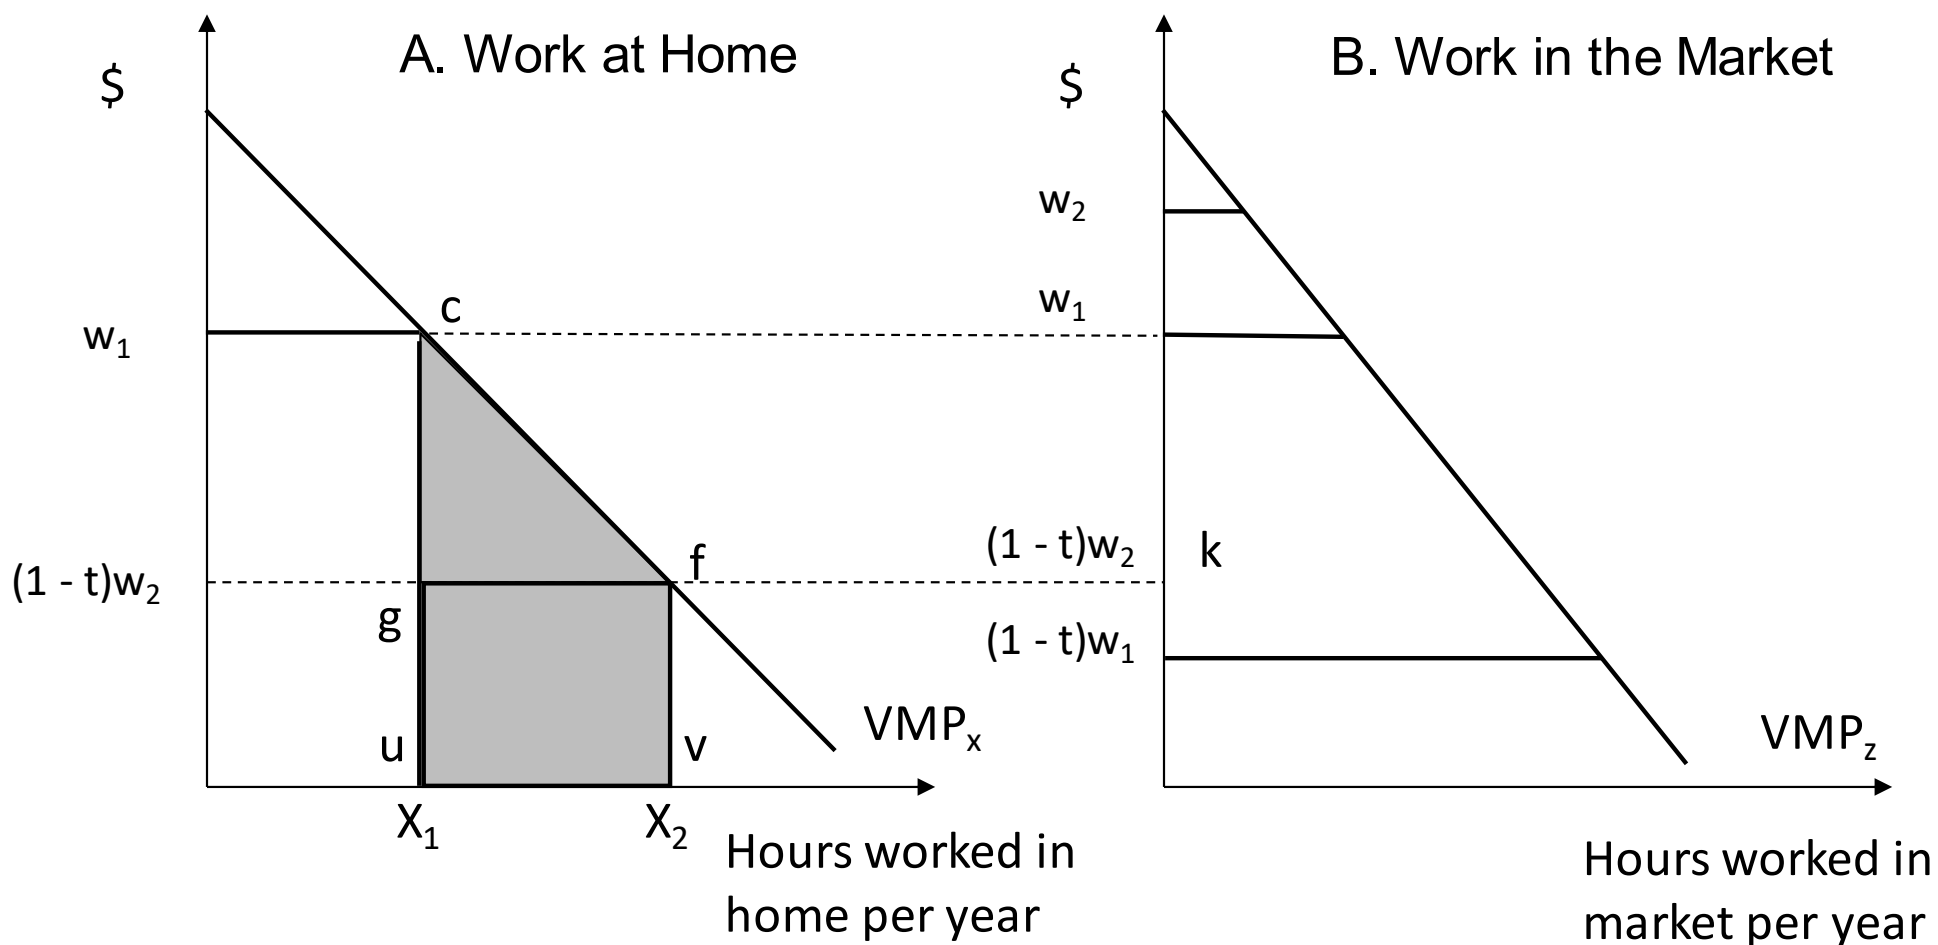 A. Work at Home
$
w₁
c
(1 - t)w₂
f
g
u
v
VMPₓ
X₁
X₂
Hours worked in
home per year
B. Work in the Market
$
w₂
w₁
(1 - t)w₂
k
(1 - t)w₁
VMP_z
Hours worked in
market per year